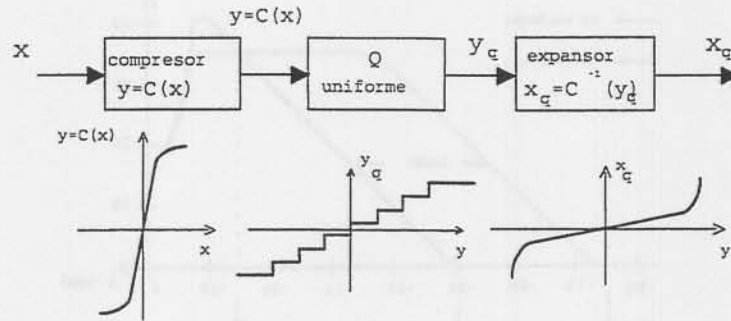 y=C(x)
x
compresor
y=C(x)
Q
uniforme
y_q
expansor
x_q=C^-1(y_q)
x_q
y=C(x)
x
y_q
y
x_q
y